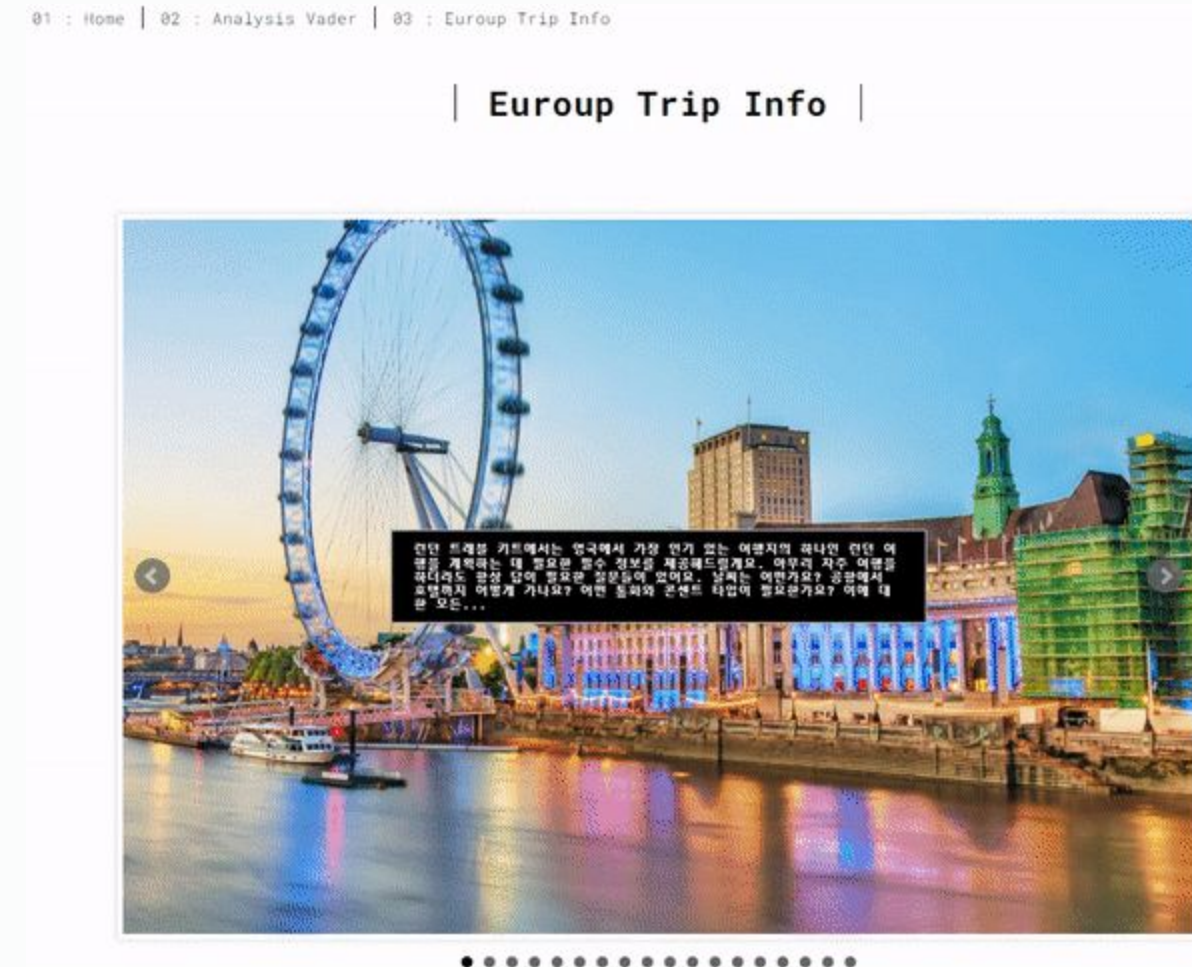 01 : Home | 02 : Analysis Vader | 03 : Euroup Trip Info
| Euroup Trip Info |
런던 트래블 키트에서는 영국에서 가장 인기 있는 여행지의 하나인 런던 여
행을 계획하는 데 필요한 필수 정보를 제공해드릴게요. 아무리 자주 여행을
하더라도 항상 답이 필요한 질문들이 있어요. 날씨는 어떤가요? 공항에서
호텔까지 어떻게 가나요? 어떤 통화와 콘센트 타입이 필요한가요? 이에 대
한 모든...